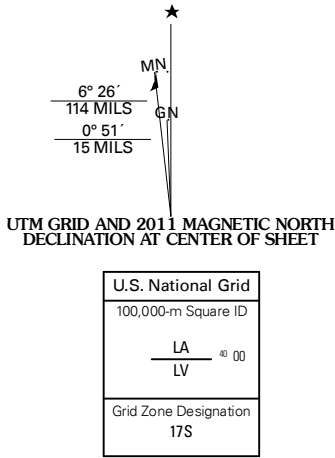 ★
MN.
6° 26´
114 MILS
GN
0° 51´
15 MILS
UTM GRID AND 2011 MAGNETIC NORTH
DECLINATION AT CENTER OF SHEET
U.S. National Grid
100,000-m Square ID
LA
40 00
LV
Grid Zone Designation
17S